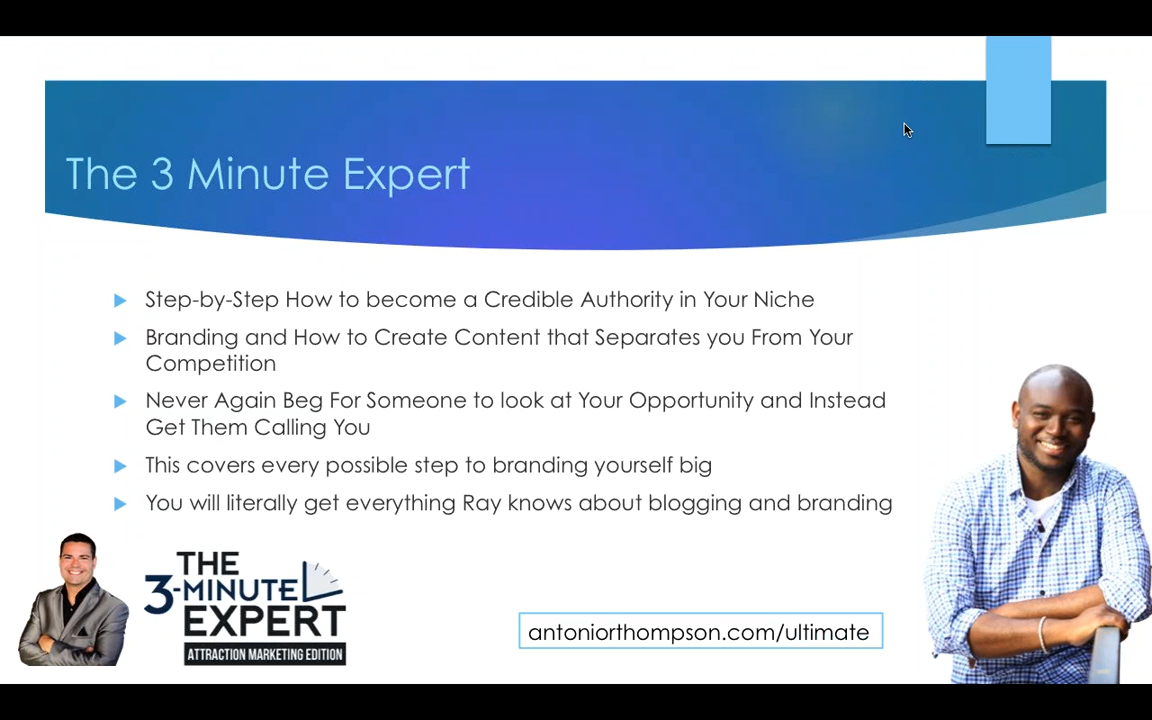 The 3 Minute Expert
Step-by-Step How to become a Credible Authority in Your Niche
Branding and How to Create Content that Separates you From Your
Competition
Never Again Beg For Someone to look at Your Opportunity and Instead
Get Them Calling You
This covers every possible step to branding yourself big
You will literally get everything Ray knows about blogging and branding
THE
3-MINUTE
EXPERT
ATTRACTION MARKETING EDITION
antoniorthompson.com/ultimate